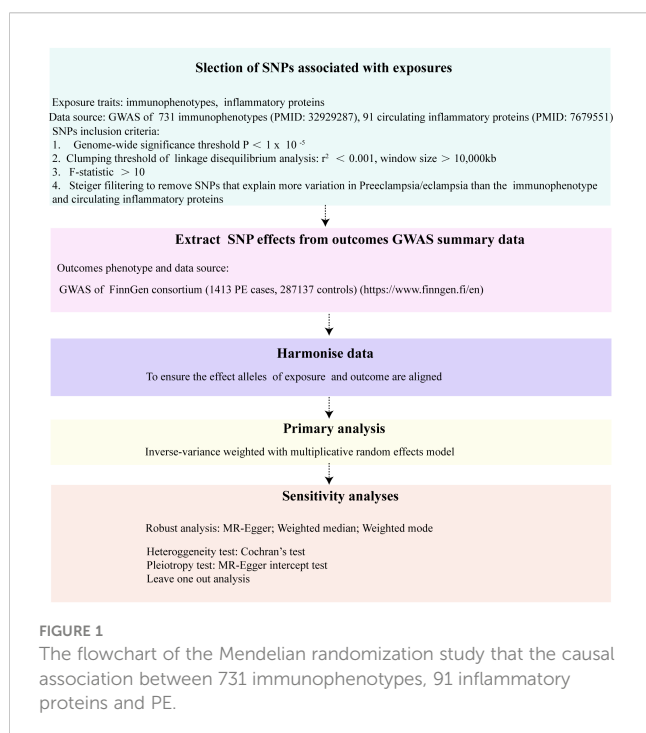 Slection of SNPs associated with exposures
Exposure traits: immunophenotypes, inflammatory proteins
Data source: GWAS of 731 immunophenotypes (PMID: 32929287), 91 circulating inflammatory proteins (PMID: 7679551)
SNPs inclusion criteria:
1. Genome-wide significance threshold P < 1 x 10 -5
2. Clumping threshold of linkage disequilibrium analysis: r² < 0.001, window size > 10,000kb
3. F-statistic > 10
4. Steiger filitering to remove SNPs that explain more variation in Preeclampsia/eclampsia than the immunophenotype
and circulating inflammatory proteins
Extract SNP effects from outcomes GWAS summary data
Outcomes phenotype and data source:
GWAS of FinnGen consortium (1413 PE cases, 287137 controls) (https://www.finngen.fi/en)
Harmonise data
To ensure the effect alleles of exposure and outcome are aligned
Primary analysis
Inverse-variance weighted with multiplicative random effects model
Sensitivity analyses
Robust analysis: MR-Egger; Weighted median; Weighted mode
Heteroggeneity test: Cochran's test
Pleiotropy test: MR-Egger intercept test
Leave one out analysis
FIGURE 1
The flowchart of the Mendelian randomization study that the causal
association between 731 immunophenotypes, 91 inflammatory
proteins and PE.